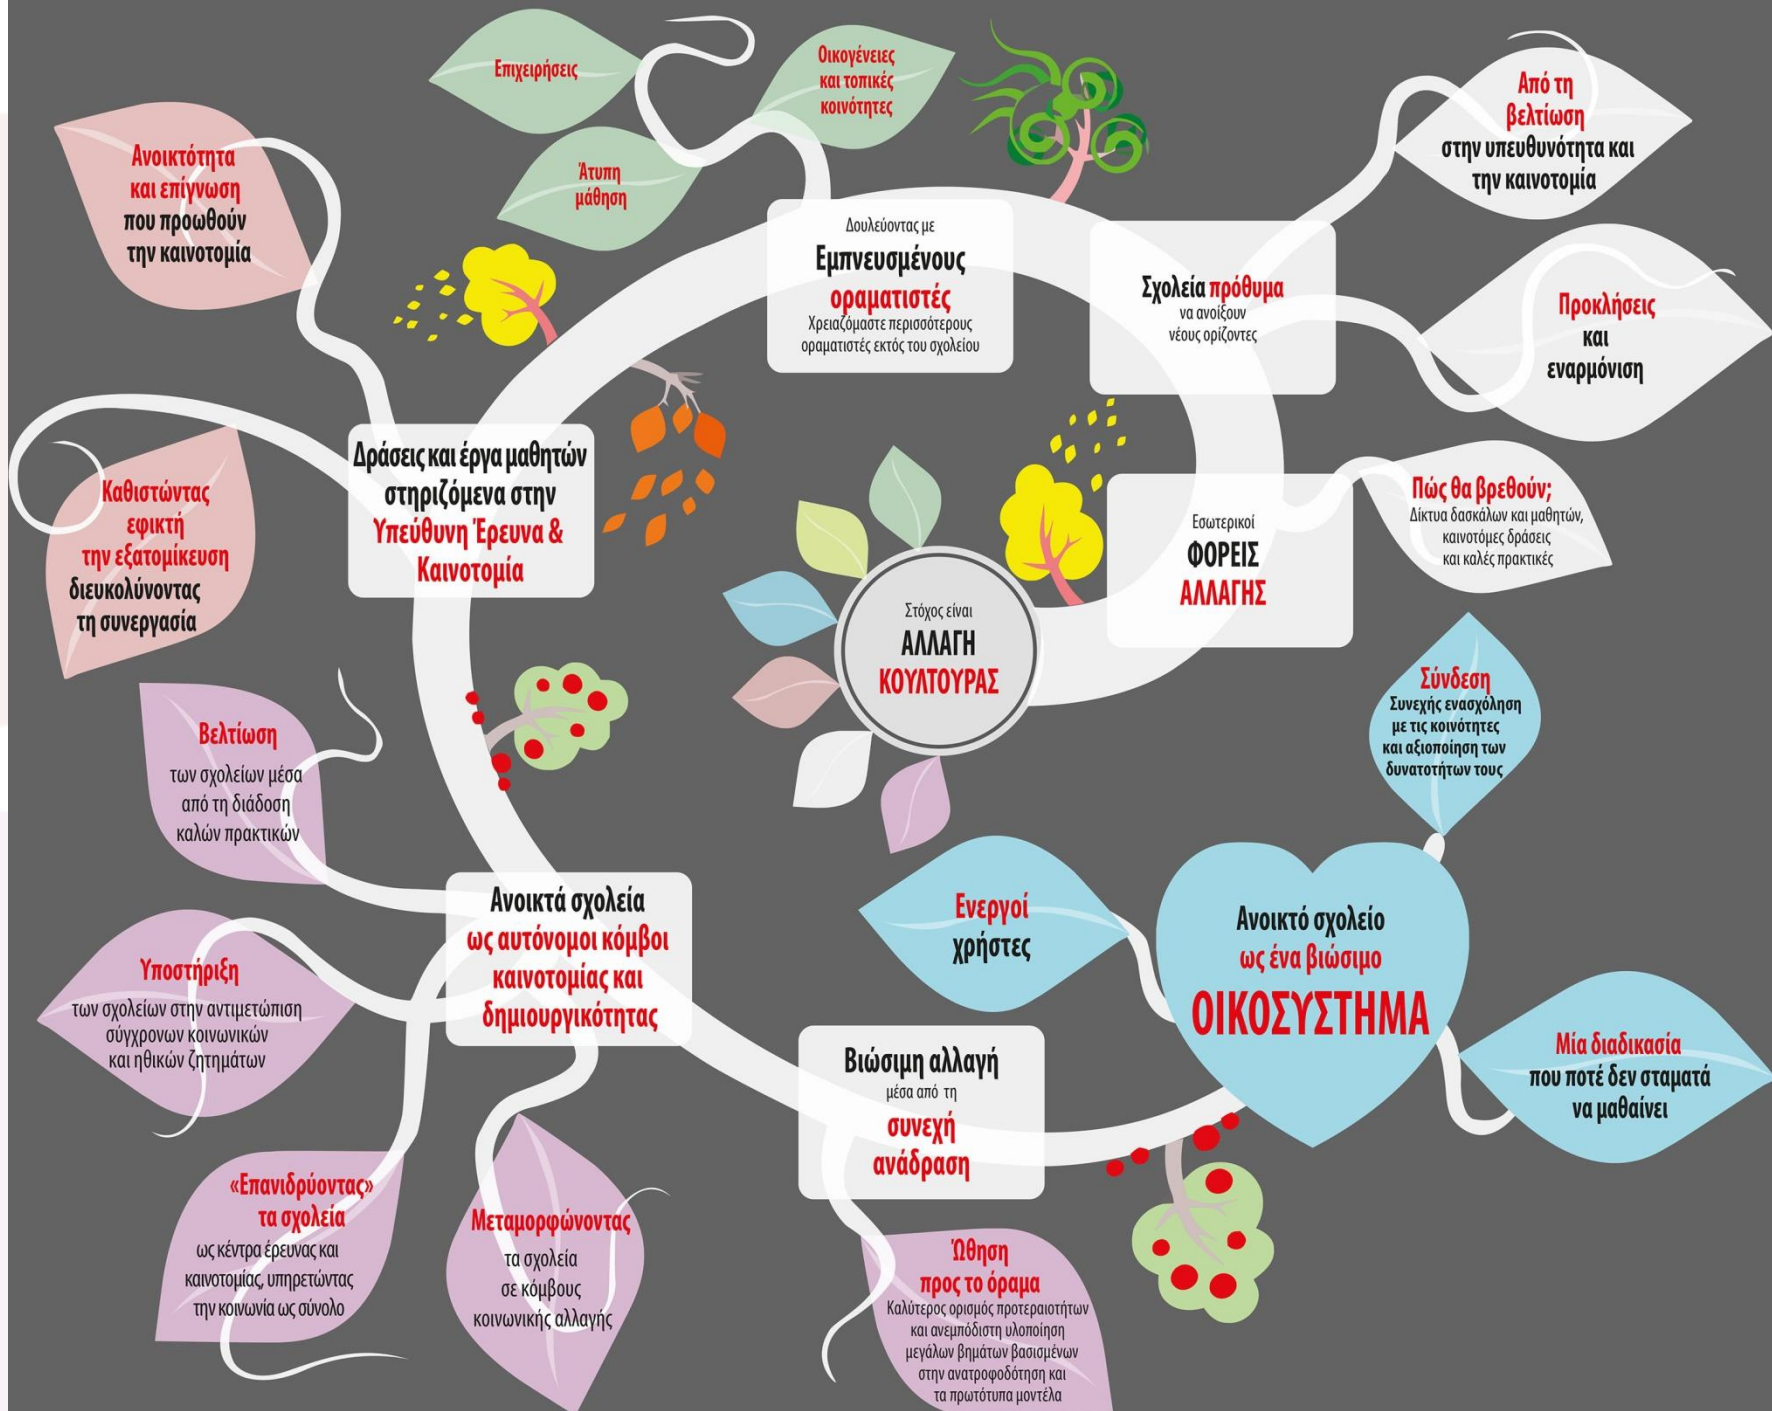 Επιχειρήσεις
Οικογένειες
και τοπικές
κοινότητες
Άτυπη
μάθηση
Από τη
βελτίωση
στην υπευθυνότητα και
την καινοτομία
Ανοικτότητα
και επίγνωση
που προωθούν
την καινοτομία
Δουλεύοντας με
Εμπνευσμένους
οραματιστές
Χρειαζόμαστε περισσότερους
οραματιστές εκτός του σχολείου
Σχολεία πρόθυμα
να ανοίξουν
νέους ορίζοντες
Προκλήσεις
και
εναρμόνιση
Δράσεις και έργα μαθητών
στηριζόμενα στην
Υπεύθυνη Έρευνα &
Καινοτομία
Καθιστώντας
εφικτή
την εξατομίκευση
διευκολύνοντας
τη συνεργασία
Πώς θα βρεθούν;
Δίκτυα δασκάλων και μαθητών,
καινοτόμες δράσεις
και καλές πρακτικές
Εσωτερικοί
ΦΟΡΕΙΣ
ΑΛΛΑΓΗΣ
Στόχος είναι
ΑΛΛΑΓΗ
ΚΟΥΛΤΟΥΡΑΣ
Σύνδεση
Συνεχής ενασχόληση
με τις κοινότητες
και αξιοποίηση των
δυνατοτήτων τους
Βελτίωση
των σχολείων μέσα
από τη διάδοση
καλών πρακτικών
Ανοικτά σχολεία
ως αυτόνομοι κόμβοι
καινοτομίας και
δημιουργικότητας
Ενεργοί
χρήστες
Ανοικτό σχολείο
ως ένα βιώσιμο
ΟΙΚΟΣΥΣΤΗΜΑ
Υποστήριξη
των σχολείων στην αντιμετώπιση
σύγχρονων κοινωνικών
και ηθικών ζητημάτων
Βιώσιμη αλλαγή
μέσα από τη
συνεχή
ανάδραση
Μία διαδικασία
που ποτέ δεν σταματά
να μαθαίνει
«Επανιδρύοντας»
τα σχολεία
ως κέντρα έρευνας και
καινοτομίας, υπηρετώντας
την κοινωνία ως σύνολο
Μεταμορφώνοντας
τα σχολεία
σε κόμβους
κοινωνικής αλλαγής
Ώθηση
προς το όραμα
Καλύτερος ορισμός προτεραιοτήτων
και ανεμπόδιστη υλοποίηση
μεγάλων βημάτων βασισμένων
στην ανατροφοδότηση και
τα πρωτότυπα μοντέλα